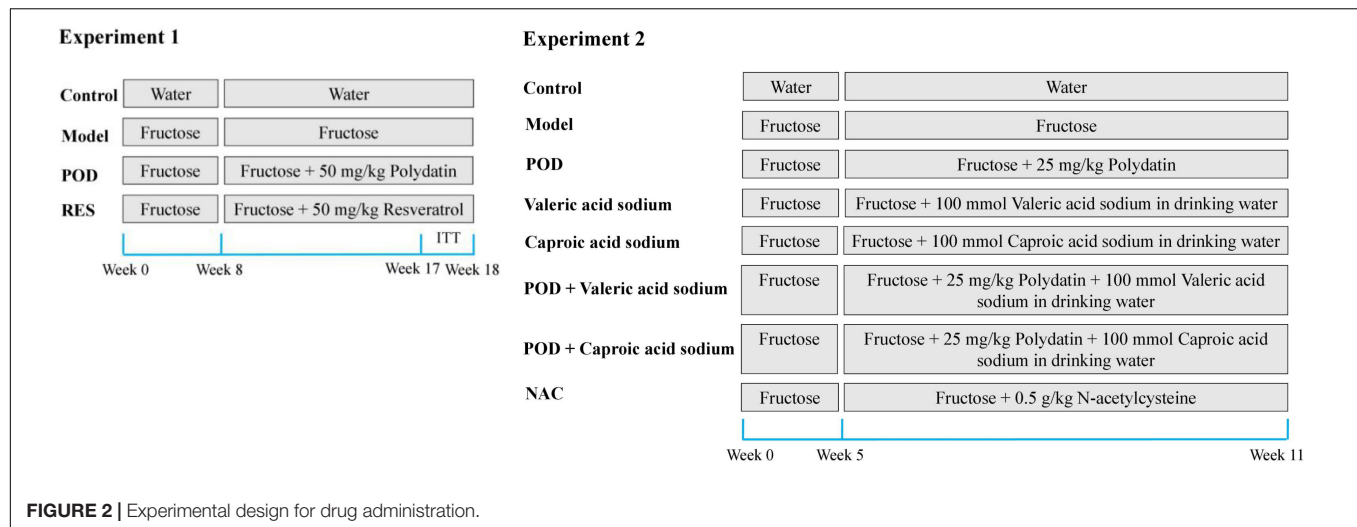 Experiment 1
Control Water Water
Model Fructose Fructose
POD Fructose Fructose + 50 mg/kg Polydatin
RES Fructose Fructose + 50 mg/kg Resveratrol
ITT
Week 0 Week 8 Week 17 Week 18
Experiment 2
Control Water Water
Model Fructose Fructose
POD Fructose Fructose + 25 mg/kg Polydatin
Valeric acid sodium Fructose Fructose + 100 mmol Valeric acid sodium in drinking water
Caproic acid sodium Fructose Fructose + 100 mmol Caproic acid sodium in drinking water
POD + Valeric acid sodium Fructose Fructose + 25 mg/kg Polydatin + 100 mmol Valeric acid
sodium in drinking water
POD + Caproic acid sodium Fructose Fructose + 25 mg/kg Polydatin + 100 mmol Caproic acid
sodium in drinking water
NAC Fructose Fructose + 0.5 g/kg N-acetylcysteine
Week 0 Week 5 Week 11
FIGURE 2 | Experimental design for drug administration.